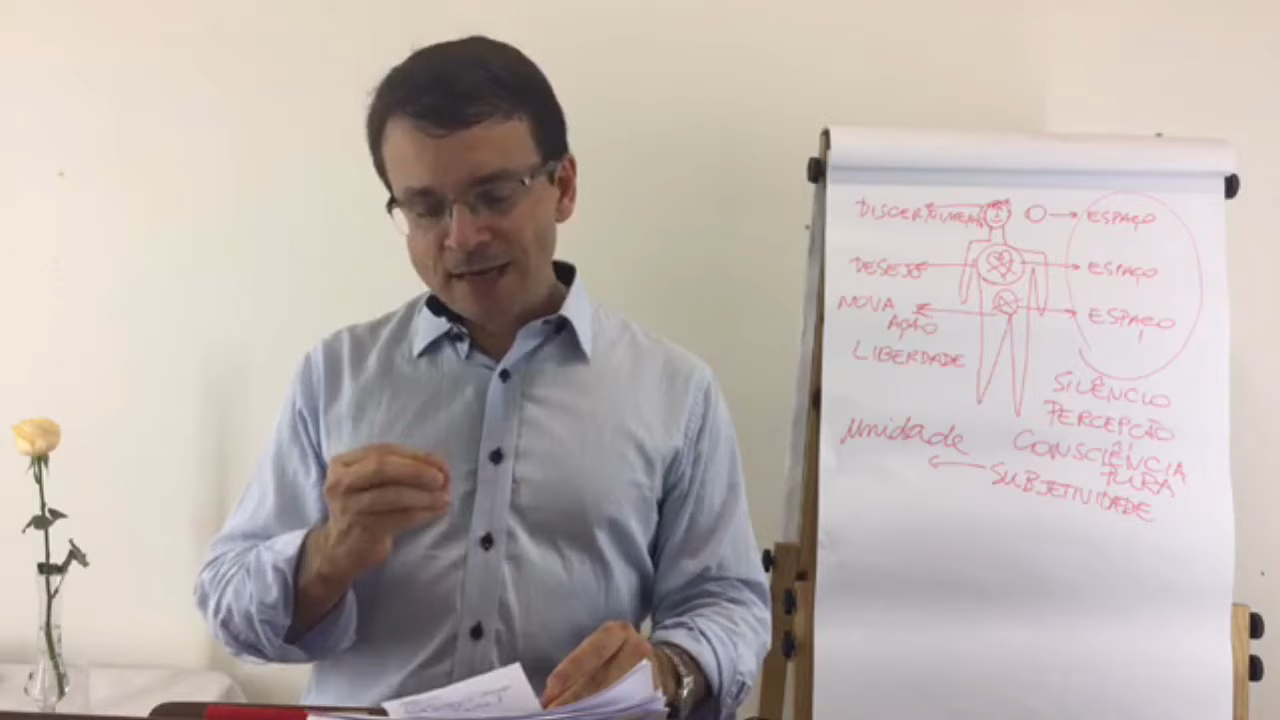 DISCERNIMENTO ESPAÇO
DESEJO ESPAÇO
NOVA AÇÃO ESPAÇO
LIBERDADE
SILÊNCIO
PERCEPÇÃO
unidade CONSCIÊNCIA
PURA
SUBJETIVIDADE